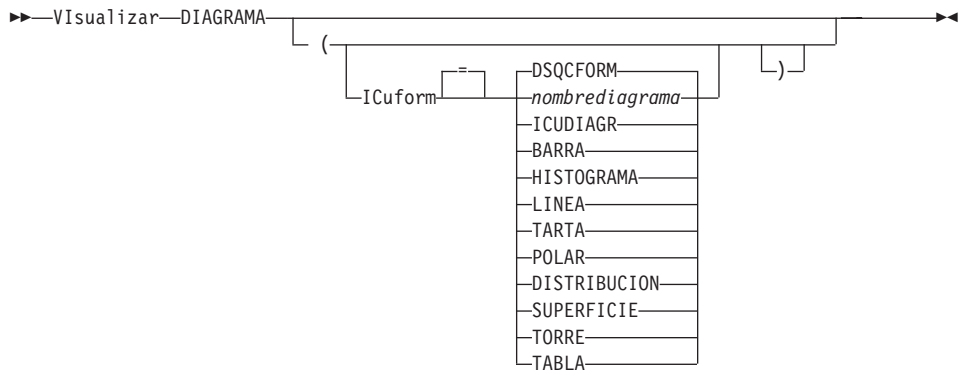 VIsualizar DIAGRAMA
(
ICuform = DSQCFORM )
nombrediagrama
ICUDIAGR
BARRA
HISTOGRAMA
LINEA
TARTA
POLAR
DISTRIBUCION
SUPERFICIE
TORRE
TABLA